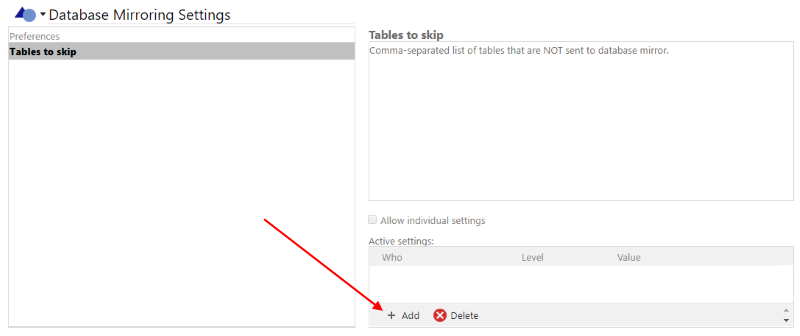 Database Mirroring Settings
Preferences
Tables to skip
Tables to skip
Comma-separated list of tables that are NOT sent to database mirror.
Allow individual settings
Active settings:
Who Level Value
+ Add Delete